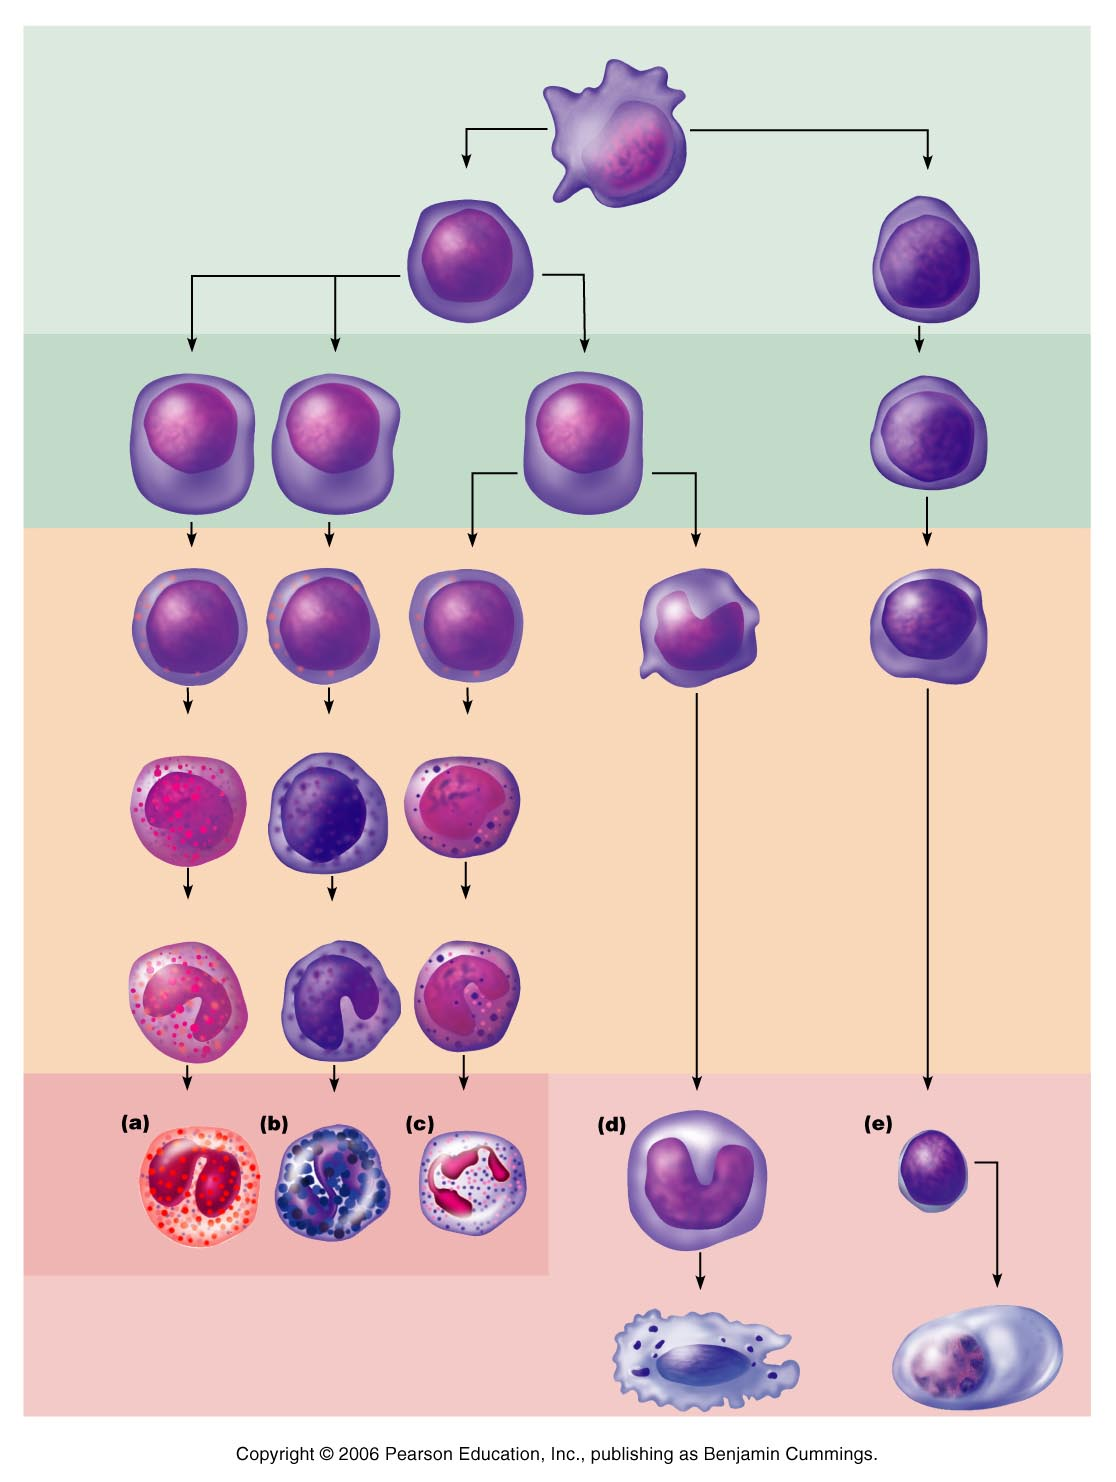 (a)
(b)
(c)
(d)
(e)
Copyright © 2006 Pearson Education, Inc., publishing as Benjamin Cummings.